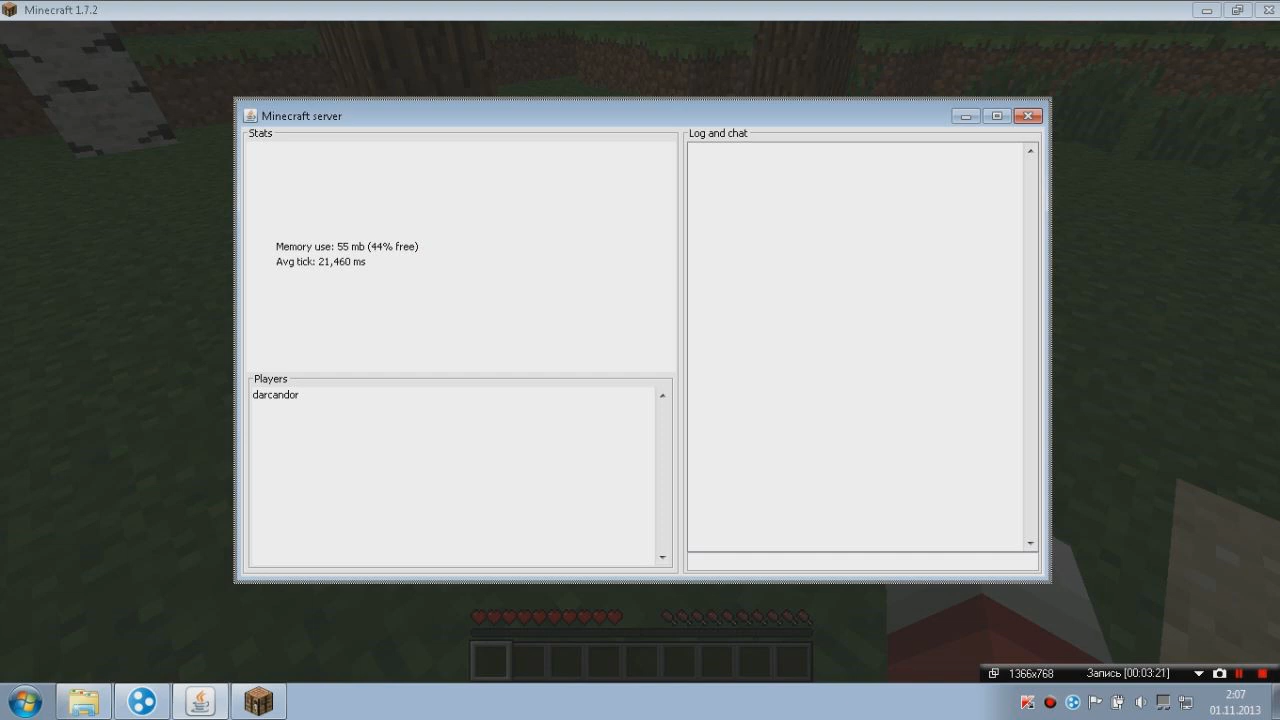 Minecraft 1.7.2
Minecraft server
Stats
Memory use: 55 mb (44% free)
Avg tick: 21,460 ms
Players
darcandor
Log and chat
1366x768
Запись [00:03:21]
2:07
01.11.2013